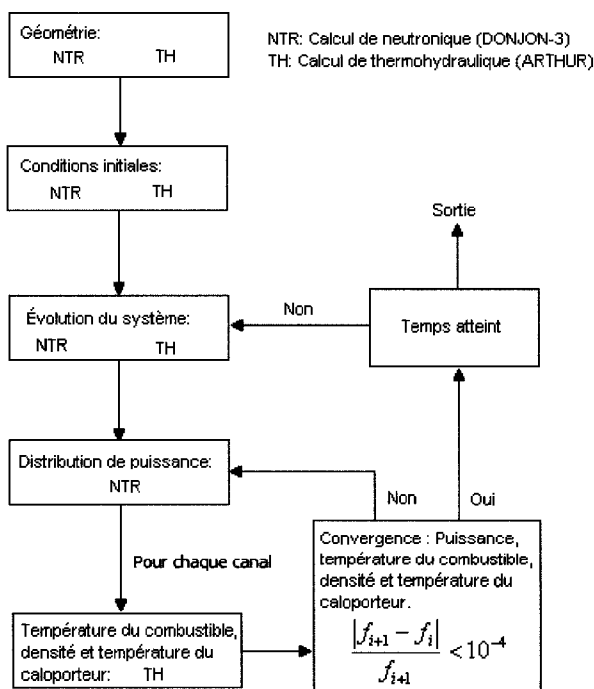 Géométrie:
NTR TH
NTR: Calcul de neutronique (DONJON-3)
TH: Calcul de thermohydraulique (ARTHUR)
Conditions initiales:
NTR TH
Sortie
Évolution du système:
NTR TH
Non
Temps atteint
Distribution de puissance:
NTR
Non
Oui
Pour chaque canal
Température du combustible,
densité et température du
caloporteur: TH
Convergence : Puissance,
température du combustible,
densité et température du
caloporteur.
|f_{i+1} − f_i| / f_{i+1} < 10^{-4}